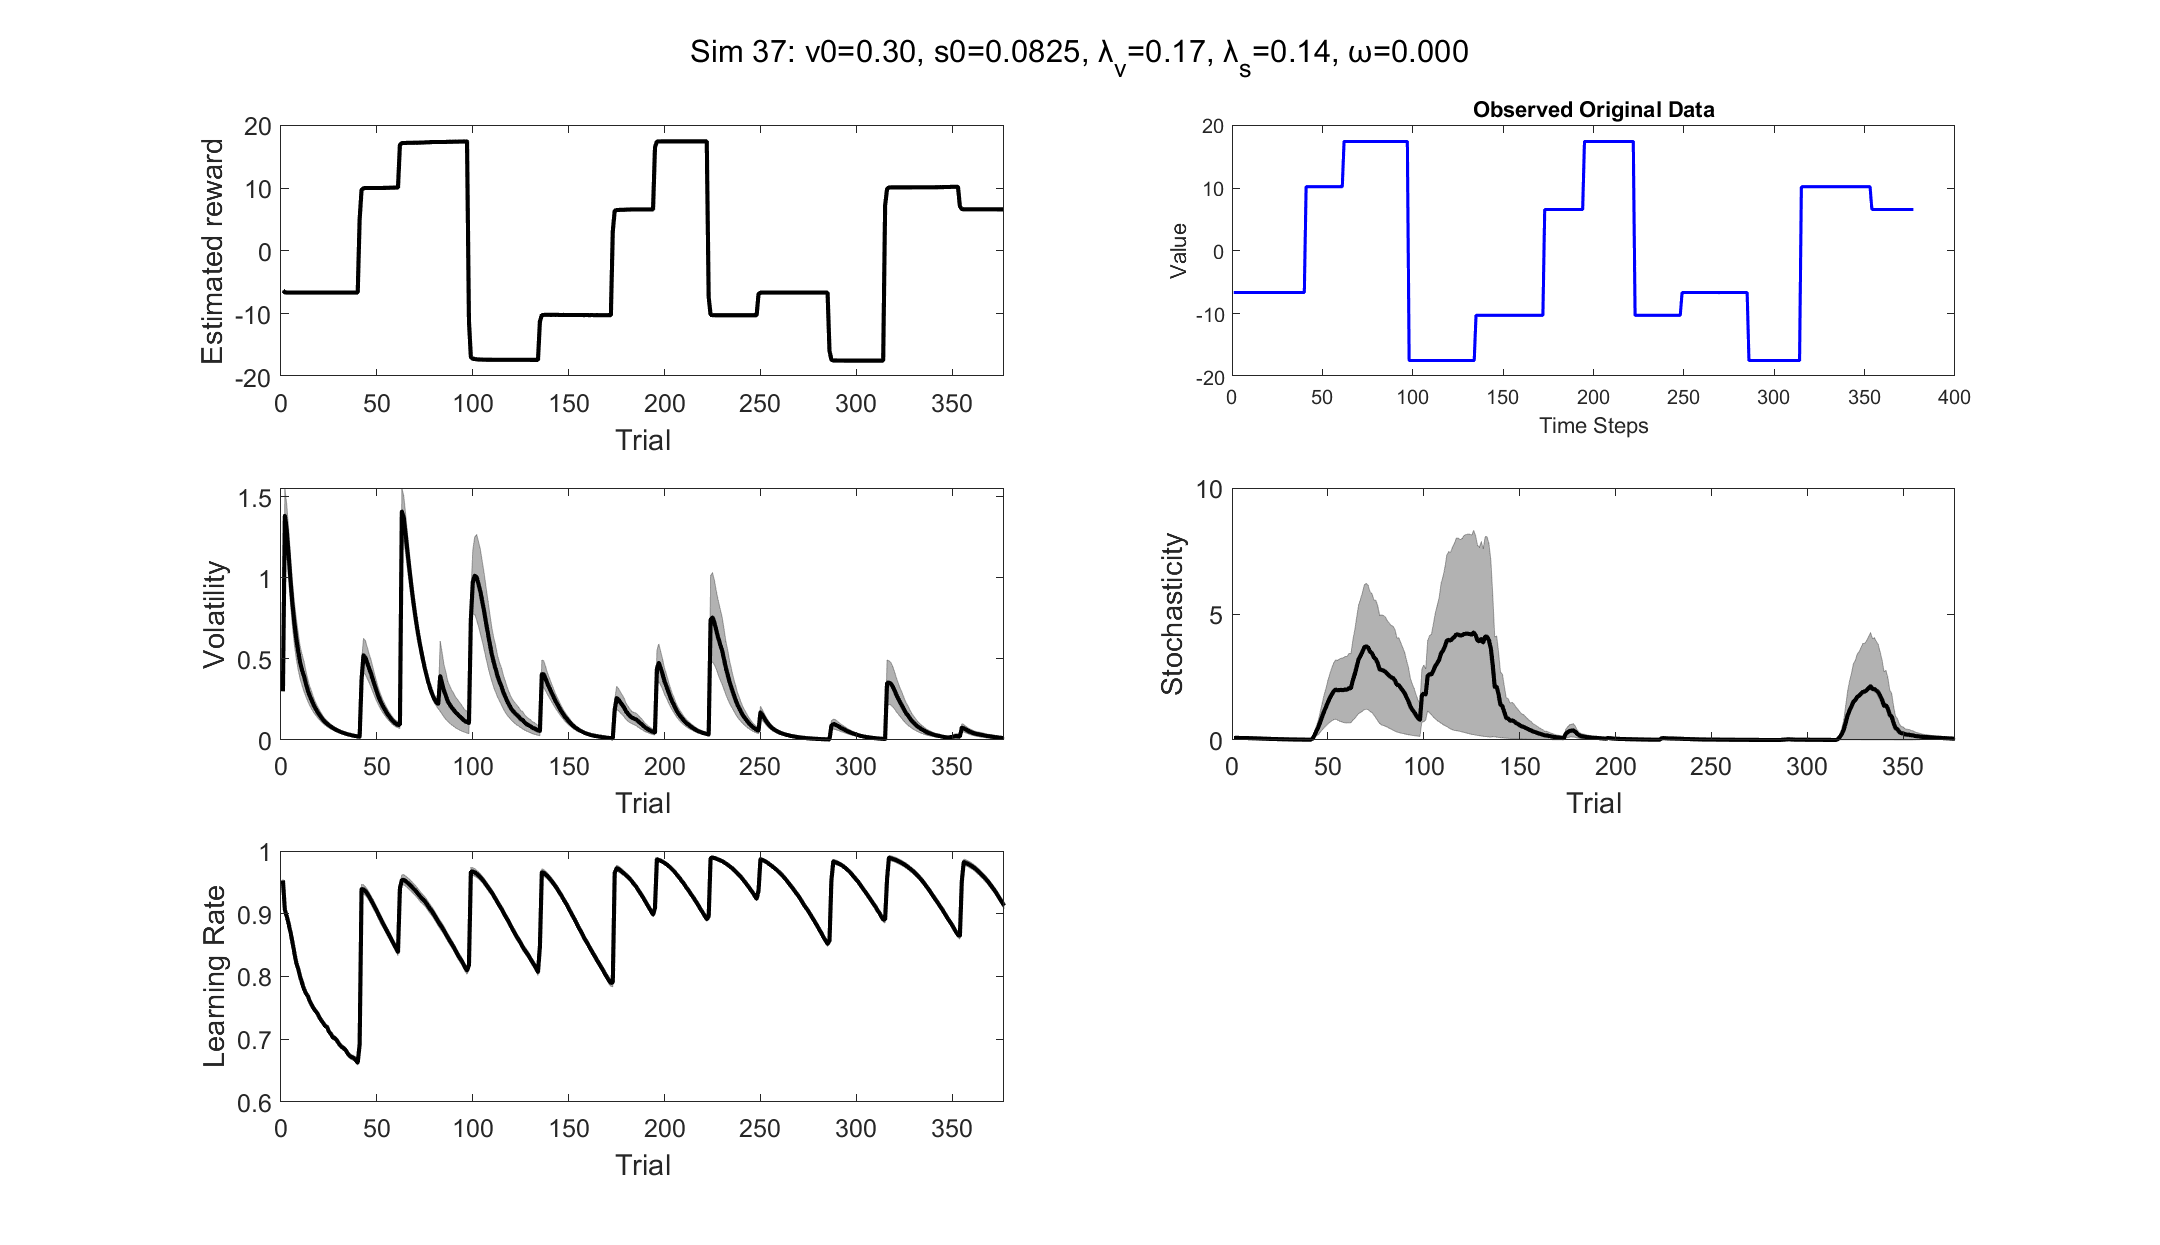 Sim 37: v0=0.30, s0=0.0825, λv=0.17, λs=0.14, ω=0.000
20
10
0
-10
-20
Estimated reward
0 50 100 150 200 250 300 350
Trial
Observed Original Data
20
10
0
-10
-20
Value
0 50 100 150 200 250 300 350 400
Time Steps
1.5
1
0.5
0
Volatility
0 50 100 150 200 250 300 350
Trial
10
5
0
Stochasticity
0 50 100 150 200 250 300 350
Trial
1
0.9
0.8
0.7
0.6
Learning Rate
0 50 100 150 200 250 300 350
Trial